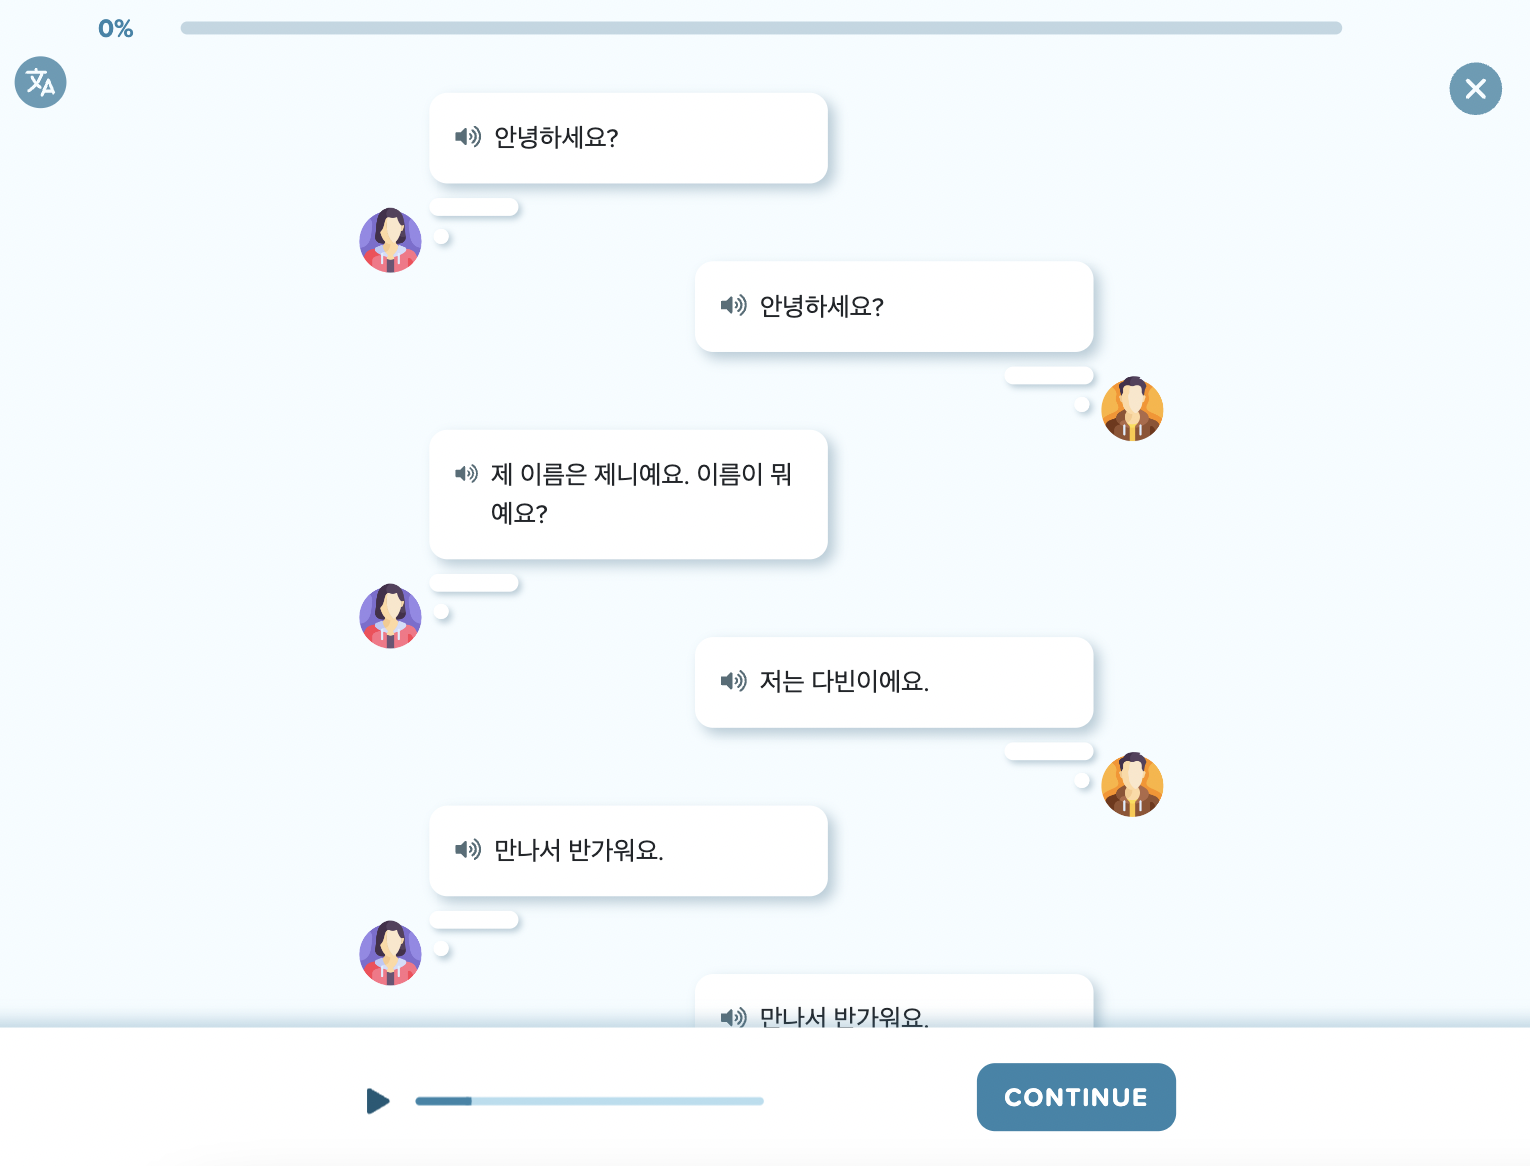 0%
안녕하세요?
안녕하세요?
제 이름은 제니예요. 이름이 뭐
예요?
저는 다빈이에요.
만나서 반가워요.
만나서 반가워요.
CONTINUE